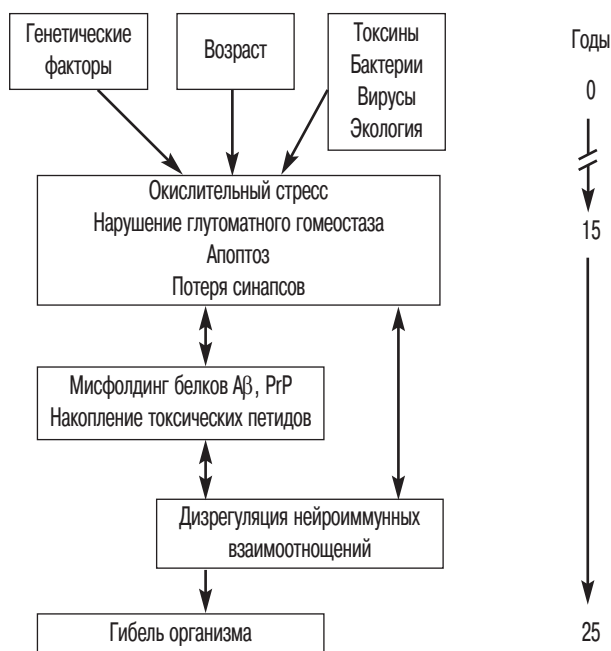 Генетические
факторы
Возраст
Токсины
Бактерии
Вирусы
Экология
Годы
0
Окислительный стресс
Нарушение глутоматного гомеостаза
Апоптоз
Потеря синапсов
15
Мисфолдинг белков Aβ, PrP
Накопление токсических петидов
Дизрегуляция нейроиммунных
взаимоотнощений
Гибель организма
25